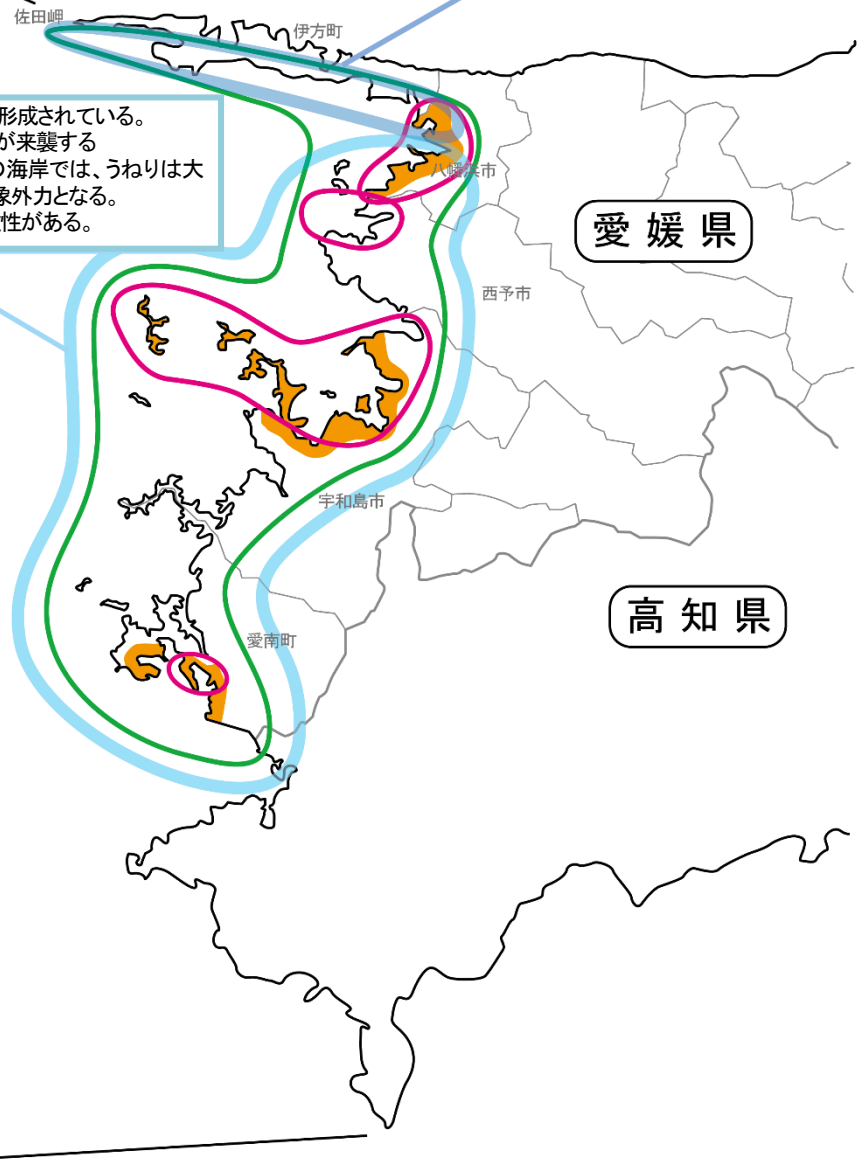 佐田岬
伊方町
形成されている。
が来襲する
の海岸では、うねりは大
象外力となる。
性がある。
八幡浜市
愛媛県
西予市
宇和島市
高知県
愛南町